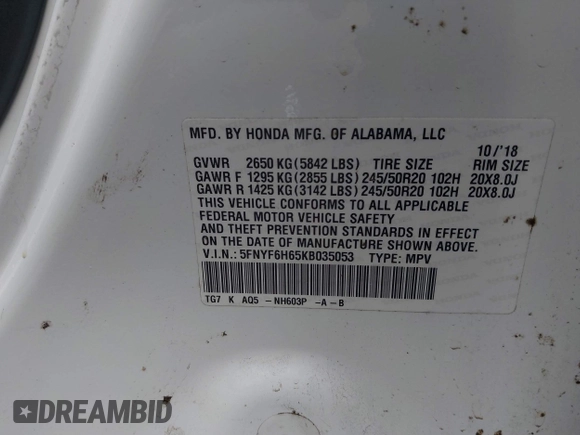 MFD. BY HONDA MFG. OF ALABAMA, LLC
10/'18
GVWR 2650 KG (5842 LBS) TIRE SIZE RIM SIZE
GAWR F 1295 KG (2855 LBS) 245/50R20 102H 20X8.0J
GAWR R 1425 KG (3142 LBS) 245/50R20 102H 20X8.0J
THIS VEHICLE CONFORMS TO ALL APPLICABLE
FEDERAL MOTOR VEHICLE SAFETY
AND THEFT PREVENTION STANDARDS IN EFFECT
ON THE DATE OF MANUFACTURE SHOWN ABOVE.
V.I.N.: 5FNYF6H65KB035053 TYPE: MPV
TG7 K AQ5 -NH603P -A -B
DREAMBID